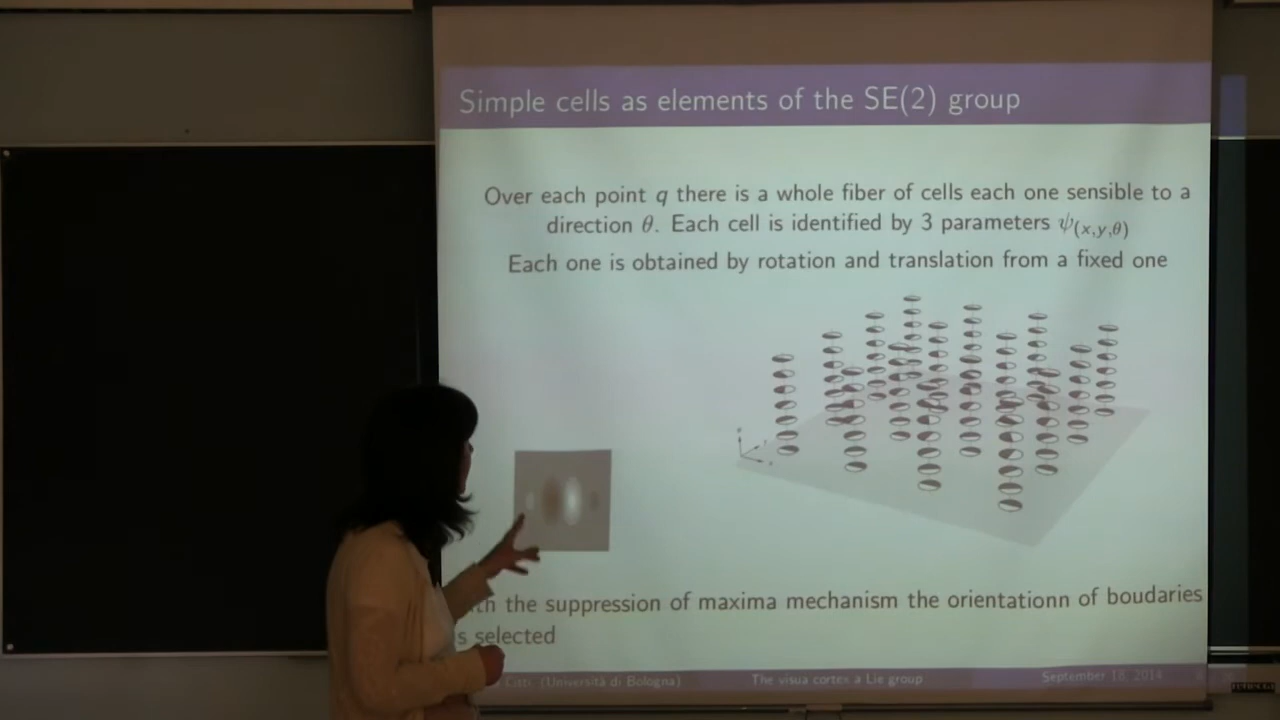 Simple cells as elements of the SE(2) group
Over each point q there is a whole fiber of cells each one sensible to a
direction θ. Each cell is identified by 3 parameters ψ(x,y,θ)
Each one is obtained by rotation and translation from a fixed one
the suppression of maxima mechanism the orientationn of boudaries
selected
Citti (Università di Bologna) The visua cortex a Lie group September 18, 2014